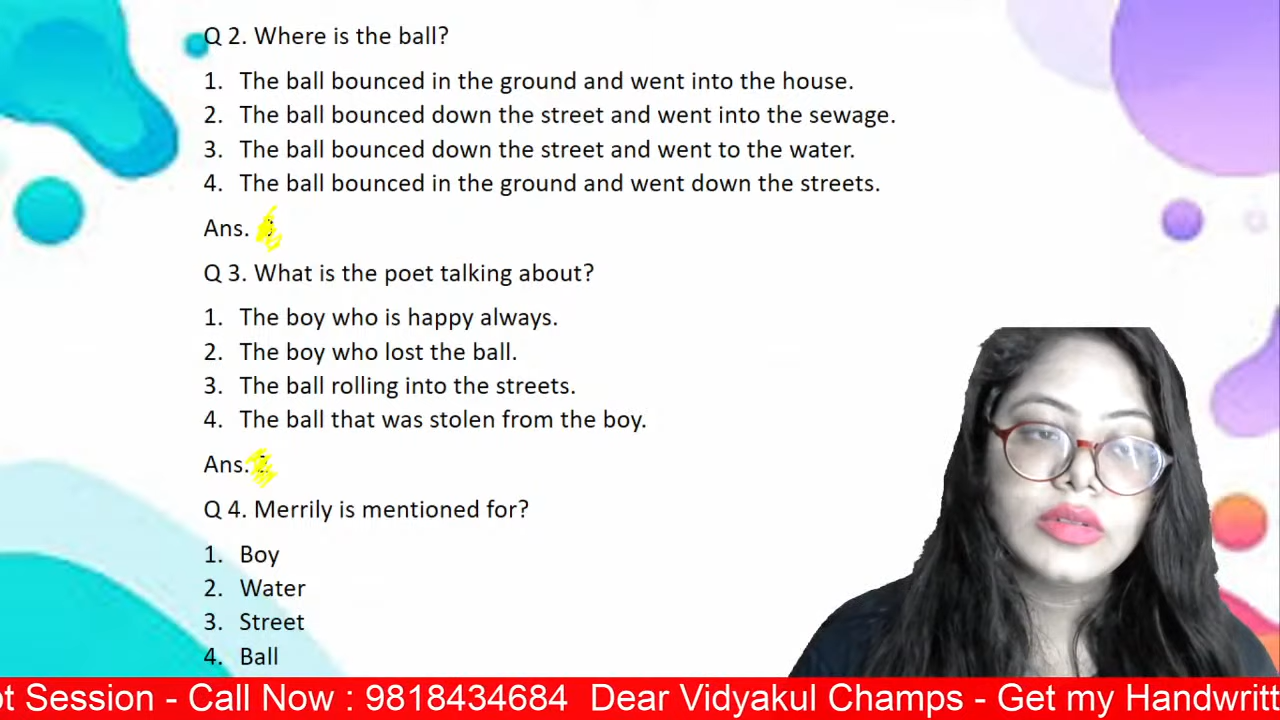 Q 2. Where is the ball?
1. The ball bounced in the ground and went into the house.
2. The ball bounced down the street and went into the sewage.
3. The ball bounced down the street and went to the water.
4. The ball bounced in the ground and went down the streets.
Ans.
Q 3. What is the poet talking about?
1. The boy who is happy always.
2. The boy who lost the ball.
3. The ball rolling into the streets.
4. The ball that was stolen from the boy.
Ans.
Q 4. Merrily is mentioned for?
1. Boy
2. Water
3. Street
4. Ball
Session - Call Now : 9818434684 Dear Vidyakul Champs - Get my